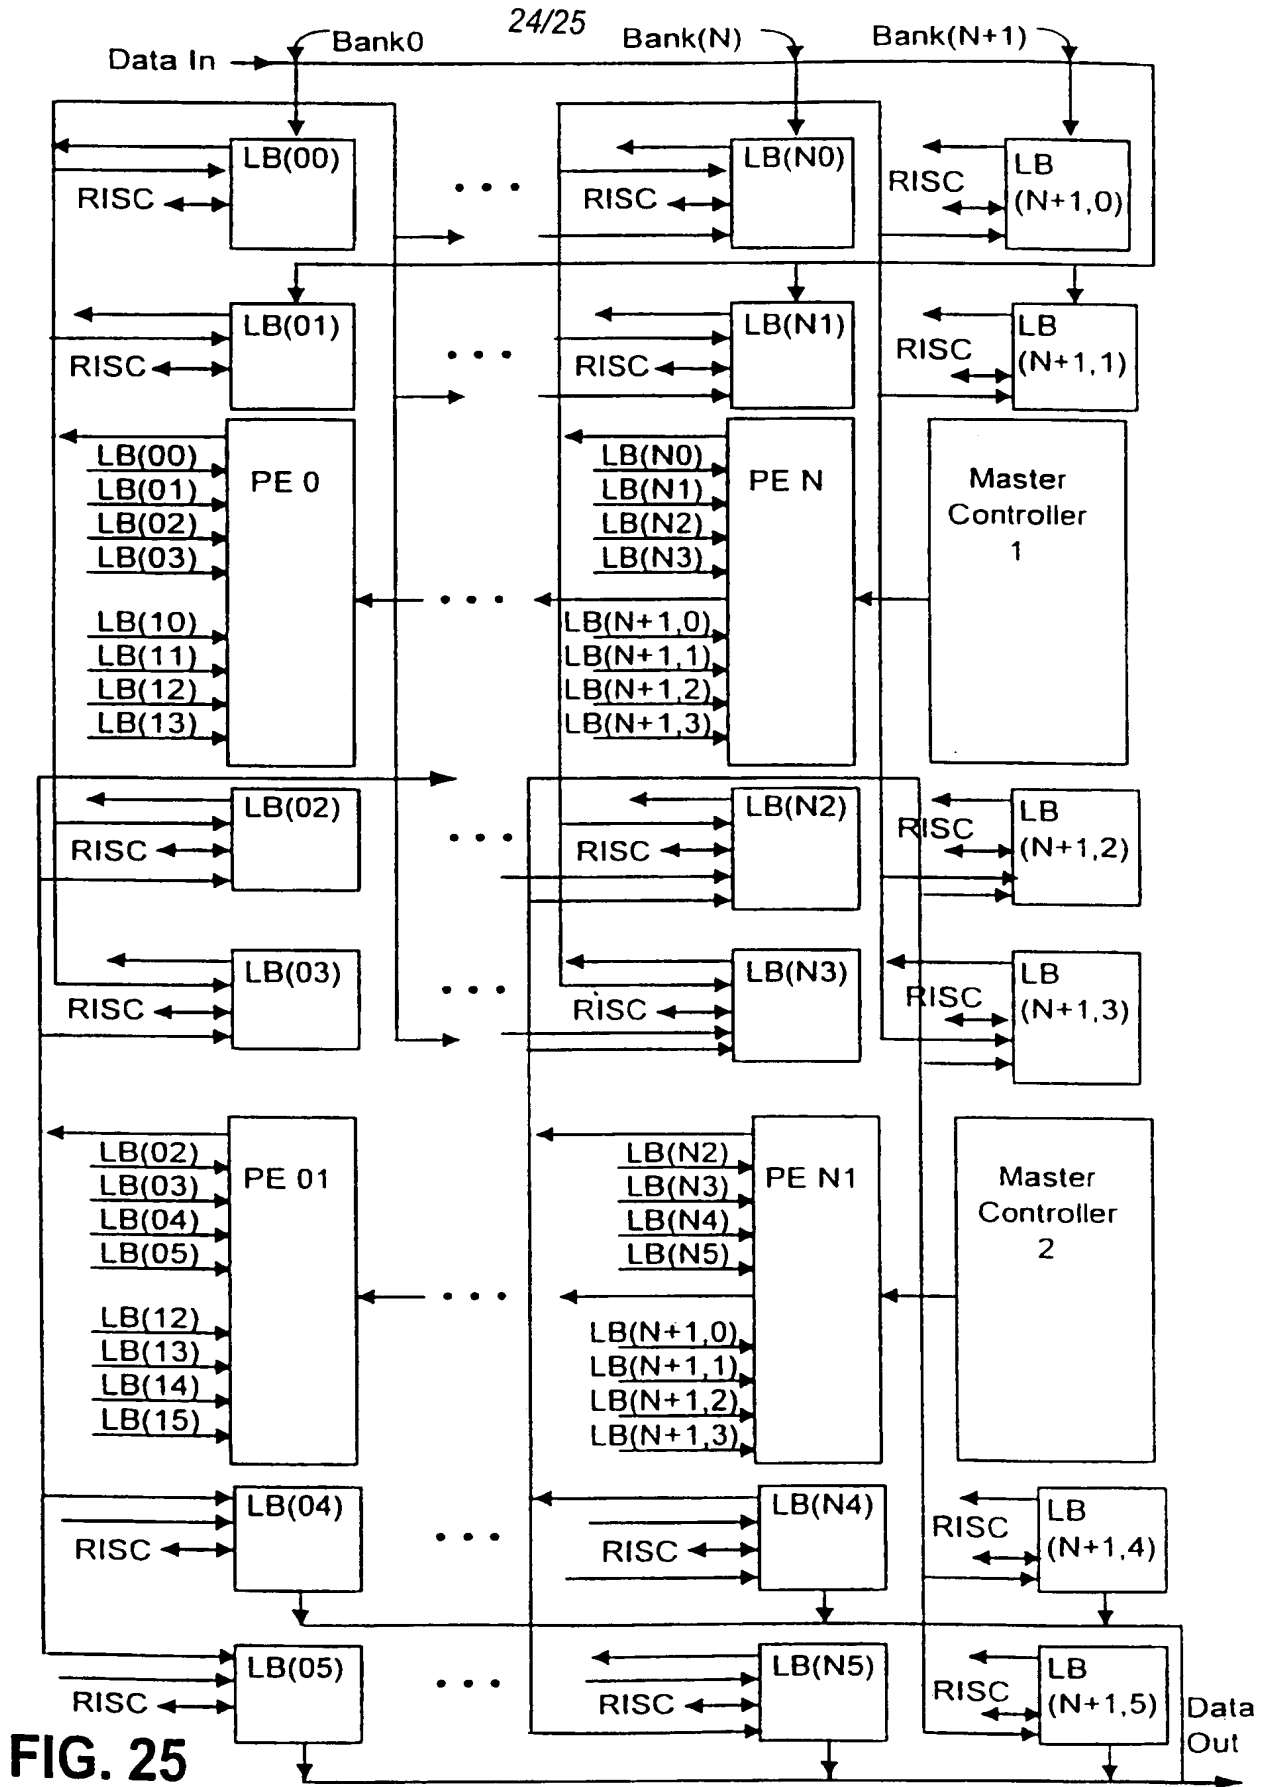 24/25
Bank0
Bank(N)
Bank(N+1)
Data In
LB(00)
RISC
LB(N0)
RISC
LB
(N+1,0)
RISC
LB(01)
RISC
LB(N1)
RISC
LB
(N+1,1)
RISC
PE 0
LB(00)
LB(01)
LB(02)
LB(03)
LB(10)
LB(11)
LB(12)
LB(13)
PE N
LB(N0)
LB(N1)
LB(N2)
LB(N3)
LB(N+1,0)
LB(N+1,1)
LB(N+1,2)
LB(N+1,3)
Master
Controller
1
LB(02)
RISC
LB(N2)
RISC
LB
(N+1,2)
RISC
LB(03)
RISC
LB(N3)
RISC
LB
(N+1,3)
RISC
PE 01
LB(02)
LB(03)
LB(04)
LB(05)
LB(12)
LB(13)
LB(14)
LB(15)
PE N1
LB(N2)
LB(N3)
LB(N4)
LB(N5)
LB(N+1,0)
LB(N+1,1)
LB(N+1,2)
LB(N+1,3)
Master
Controller
2
LB(04)
RISC
LB(N4)
RISC
LB
(N+1,4)
RISC
LB(05)
RISC
LB(N5)
RISC
LB
(N+1,5)
RISC
Data
Out
FIG. 25